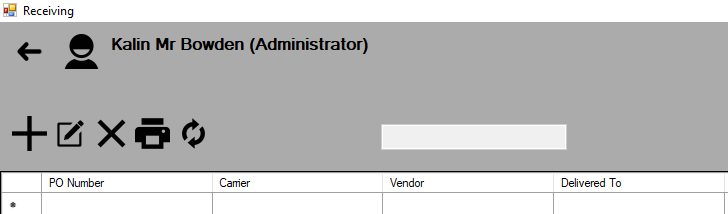 Receiving
Kalin Mr Bowden (Administrator)
PO Number Carrier Vendor Delivered To